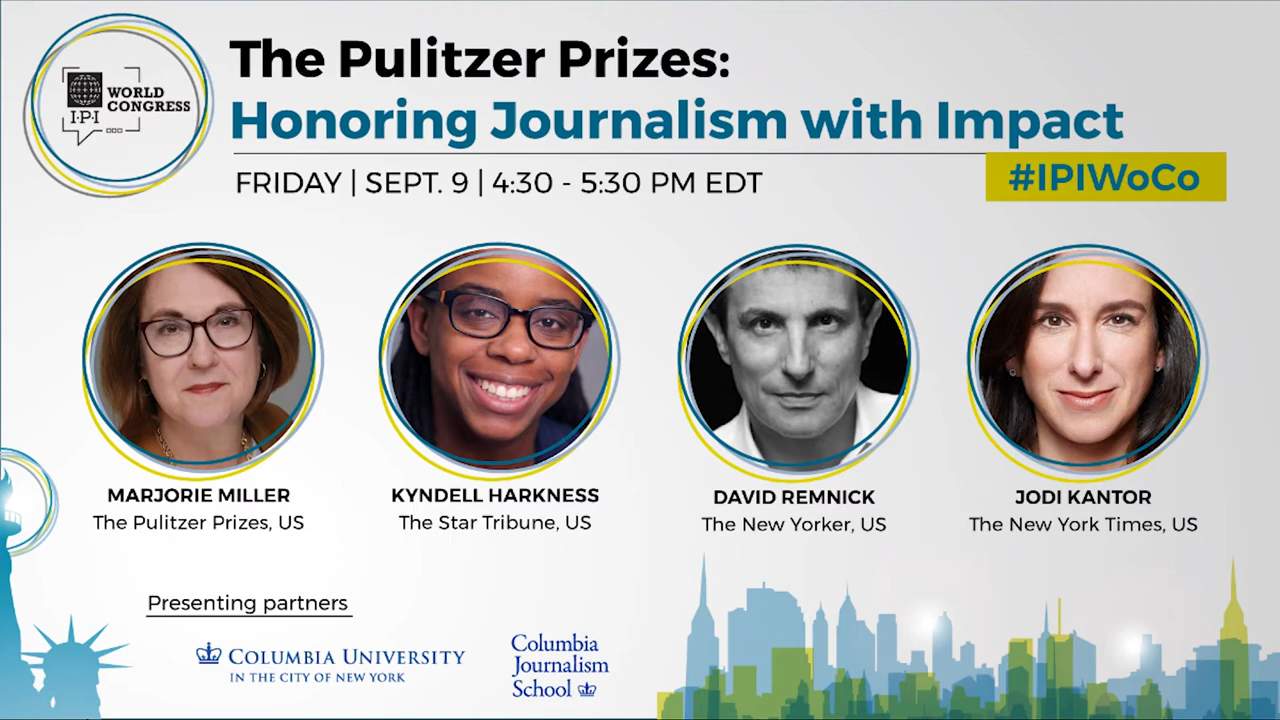 I·P·I
WORLD
CONGRESS
The Pulitzer Prizes:
Honoring Journalism with Impact
FRIDAY | SEPT. 9 | 4:30 - 5:30 PM EDT
#IPIWoCo
MARJORIE MILLER
The Pulitzer Prizes, US
KYNDELL HARKNESS
The Star Tribune, US
DAVID REMNICK
The New Yorker, US
JODI KANTOR
The New York Times, US
Presenting partners
COLUMBIA UNIVERSITY
IN THE CITY OF NEW YORK
Columbia
Journalism
School